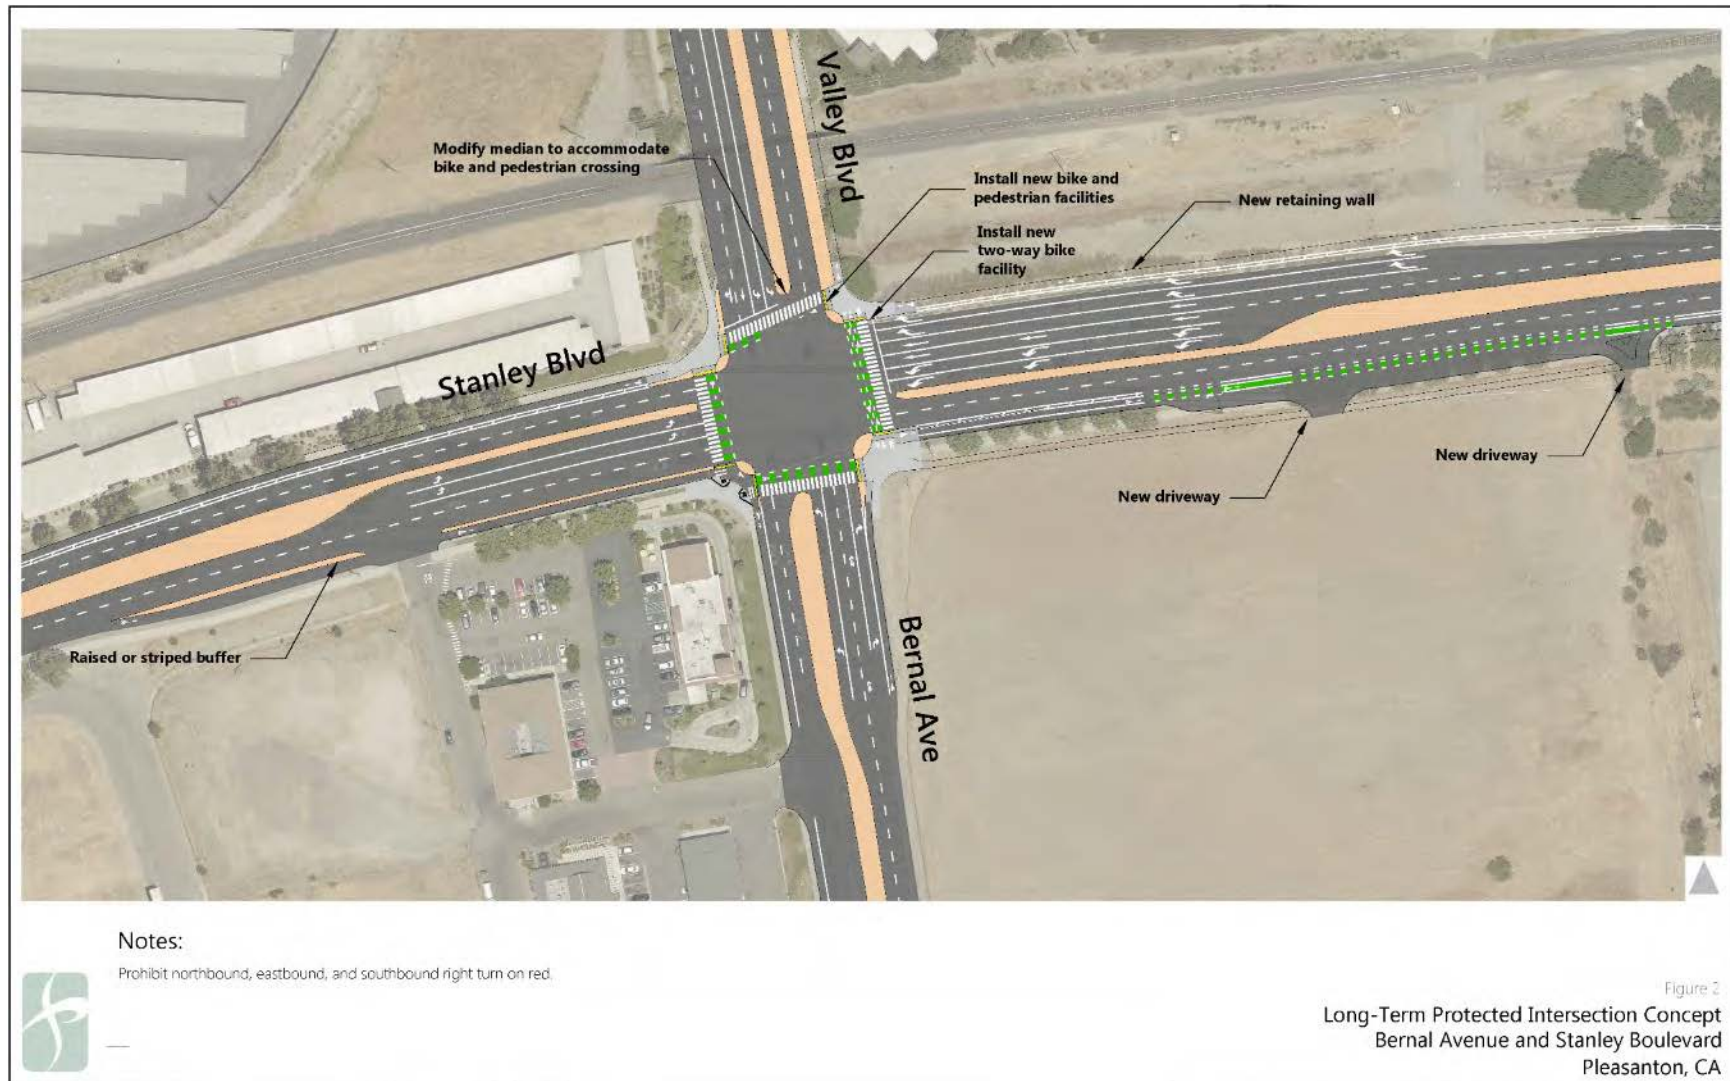 Valley Blvd
Modify median to accommodate
bike and pedestrian crossing
Install new bike and
pedestrian facilities
New retaining wall
Install new
two-way bike
facility
Stanley Blvd
New driveway
New driveway
Raised or striped buffer
Bernal Ave
Notes:
Prohibit northbound, eastbound, and southbound right turn on red.
Figure 2
Long-Term Protected Intersection Concept
Bernal Avenue and Stanley Boulevard
Pleasanton, CA